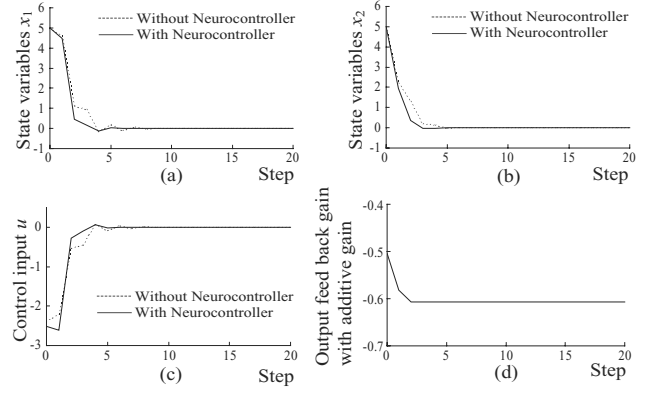 State variables x₁
6
5
4
3
2
1
0
-1
Without Neurocontroller
With Neurocontroller
0
5
10
15
20
(a)
Step
State variables x₂
6
5
4
3
2
1
0
-1
Without Neurocontroller
With Neurocontroller
0
5
10
15
20
(b)
Step
Control input u
0
-1
-2
-3
Without Neurocontroller
With Neurocontroller
0
5
10
15
20
(c)
Step
Output feed back gain
with additive gain
-0.4
-0.5
-0.6
-0.7
0
5
10
15
20
(d)
Step